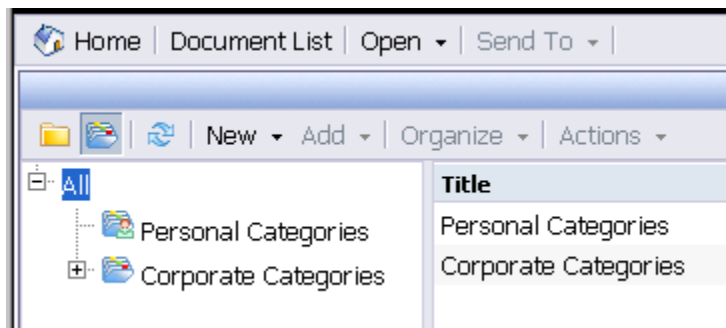 Home | Document List | Open | Send To |
New Add | Organize | Actions
All
Title
Personal Categories
Personal Categories
Corporate Categories
Corporate Categories